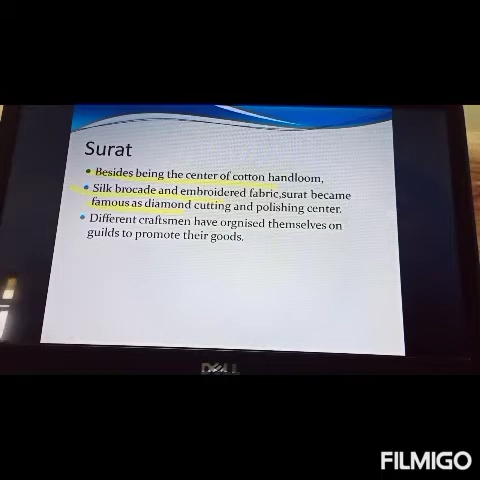 Surat
• Besides being the center of cotton handloom,
• Silk brocade and embroidered fabric,surat became
famous as diamond cutting and polishing center.
• Different craftsmen have orgnised themselves on
guilds to promote their goods.
DELL
FILMIGO